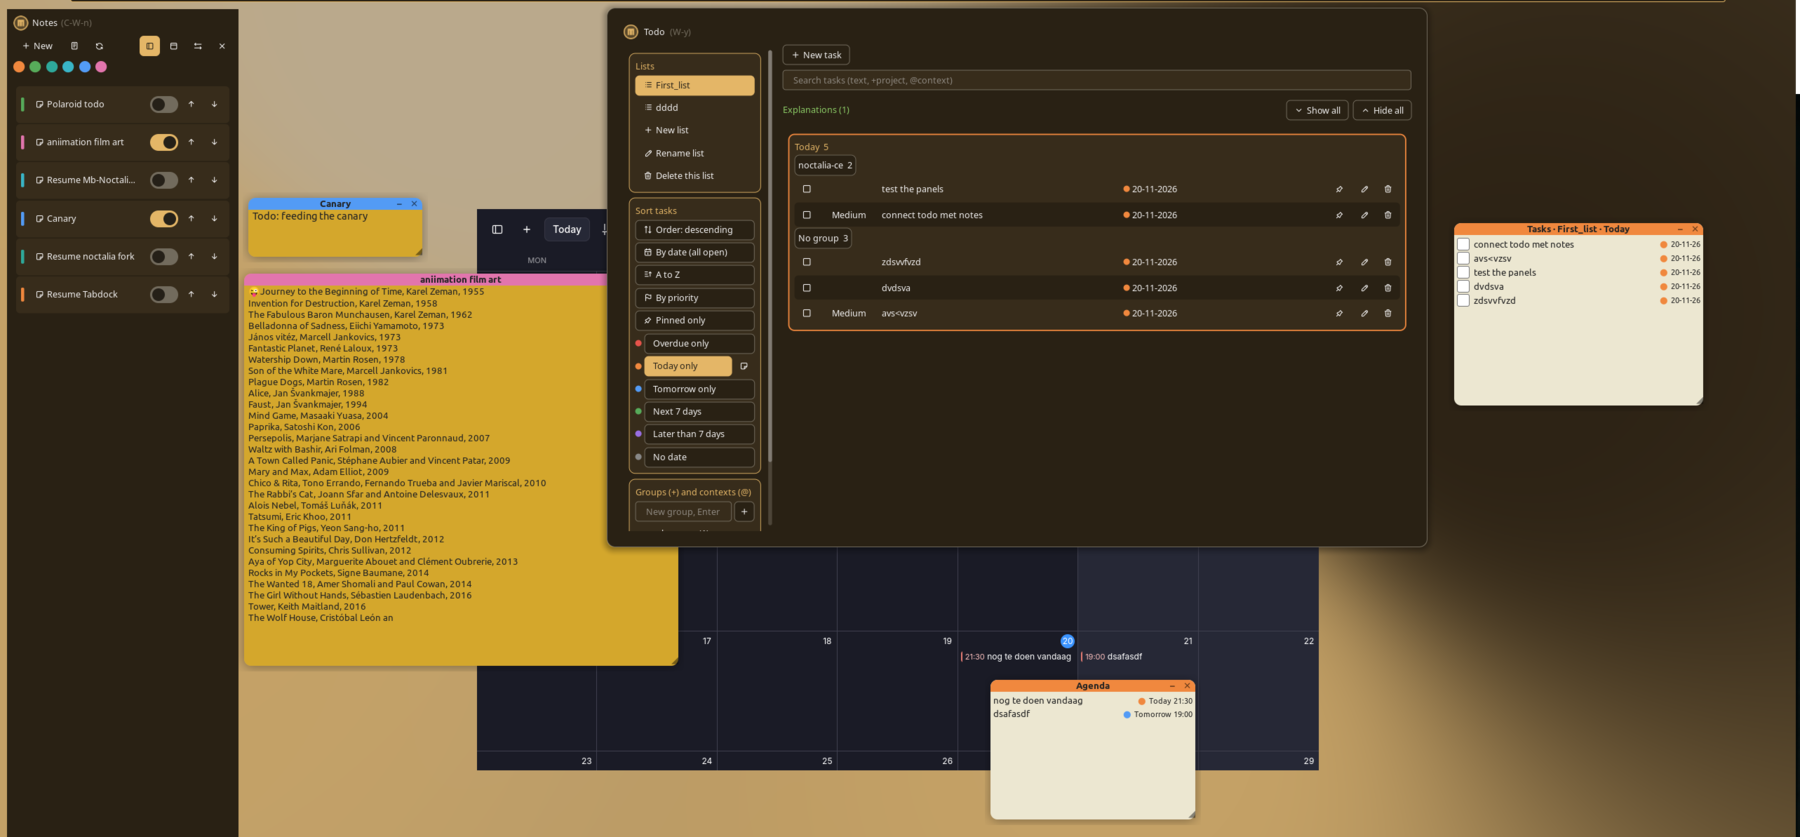 Notes (C-W-n)
+ New
Polaroid todo
aniimation film art
Resume Mb-Noctali...
Canary
Resume noctalia fork
Resume Tabdock
Canary
Todo: feeding the canary
aniimation film art
😜Journey to the Beginning of Time, Karel Zeman, 1955
Invention for Destruction, Karel Zeman, 1958
The Fabulous Baron Munchausen, Karel Zeman, 1962
Belladonna of Sadness, Eiichi Yamamoto, 1973
János vitéz, Marcell Jankovics, 1973
Fantastic Planet, René Laloux, 1973
Watership Down, Martin Rosen, 1978
Son of the White Mare, Marcell Jankovics, 1981
Plague Dogs, Martin Rosen, 1982
Alice, Jan Švankmajer, 1988
Faust, Jan Švankmajer, 1994
Mind Game, Masaaki Yuasa, 2004
Paprika, Satoshi Kon, 2006
Persepolis, Marjane Satrapi and Vincent Paronnaud, 2007
Waltz with Bashir, Ari Folman, 2008
A Town Called Panic, Stéphane Aubier and Vincent Patar, 2009
Mary and Max, Adam Elliot, 2009
Chico & Rita, Tono Errando, Fernando Trueba and Javier Mariscal, 2010
The Rabbi's Cat, Joann Sfar and Antoine Delesvaux, 2011
Alois Nebel, Tomáš Luňák, 2011
Tatsumi, Eric Khoo, 2011
The King of Pigs, Yeon Sang-ho, 2011
It's Such a Beautiful Day, Don Hertzfeldt, 2012
Consuming Spirits, Chris Sullivan, 2012
Aya of Yop City, Marguerite Abouet and Clément Oubrerie, 2013
Rocks in My Pockets, Signe Baumane, 2014
The Wanted 18, Amer Shomali and Paul Cowan, 2014
The Girl Without Hands, Sébastien Laudenbach, 2016
Tower, Keith Maitland, 2016
The Wolf House, Cristóbal León an
+ Today
MON
Todo (W-y)
Lists
First_list
dddd
+ New list
Rename list
Delete this list
Sort tasks
Order: descending
By date (all open)
A to Z
By priority
Pinned only
Overdue only
Today only
Tomorrow only
Next 7 days
Later than 7 days
No date
Groups (+) and contexts (@)
New group, Enter +
+ New task
Search tasks (text, +project, @context)
Explanations (1) Show all Hide all
Today 5
noctalia-ce 2
test the panels 20-11-2026
Medium connect todo met notes 20-11-2026
No group 3
zdsvvfvzd 20-11-2026
dvdsva 20-11-2026
Medium avs<vzsv 20-11-2026
Tasks · First_list · Today
connect todo met notes 20-11-26
avs<vzsv 20-11-26
test the panels 20-11-26
dvdsva 20-11-26
zdsvvfvzd 20-11-26
17 18 19 20 21 22
21:30 nog te doen vandaag 19:00 dsafasdf
23 24 25 26 29
Agenda
nog te doen vandaag Today 21:30
dsafasdf Tomorrow 19:00